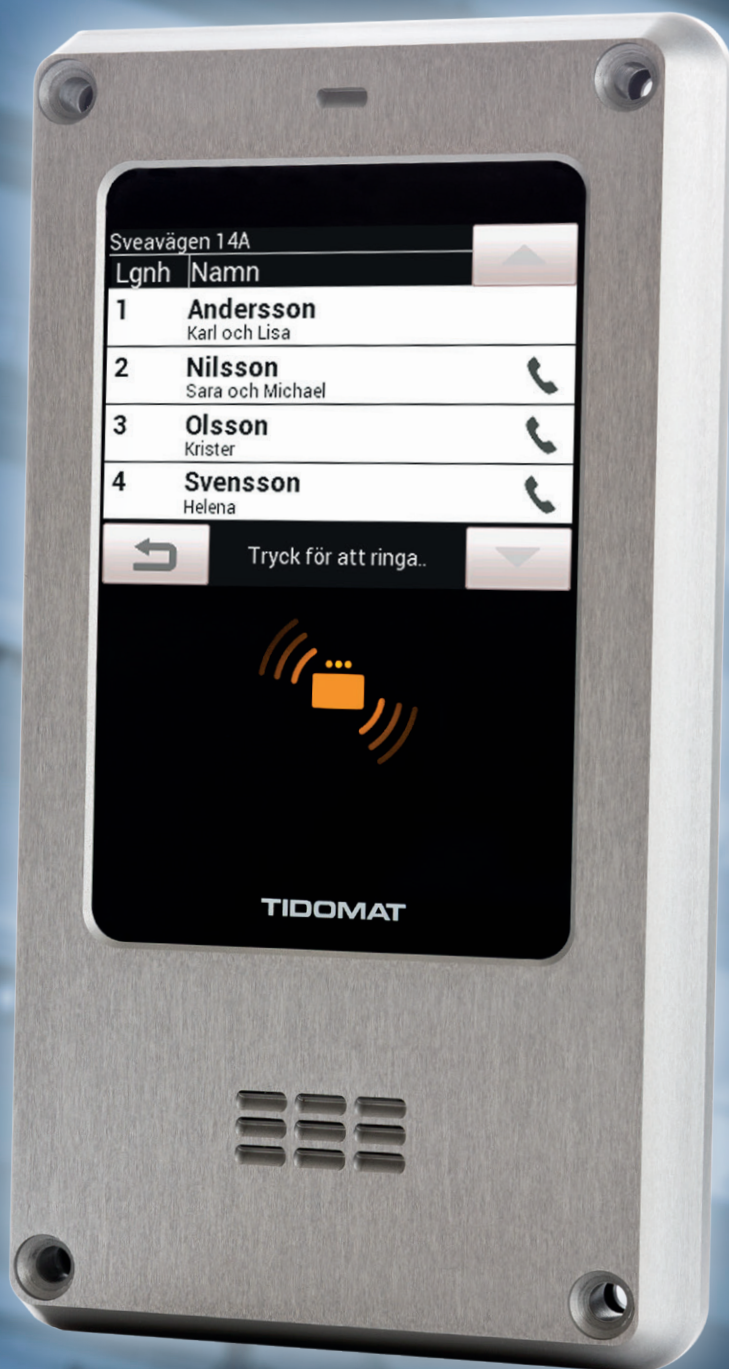 Sveavägen 14A
Lgnh Namn
1 Andersson
Karl och Lisa
2 Nilsson
Sara och Michael
3 Olsson
Krister
4 Svensson
Helena
Tryck för att ringa..
TIDOMAT